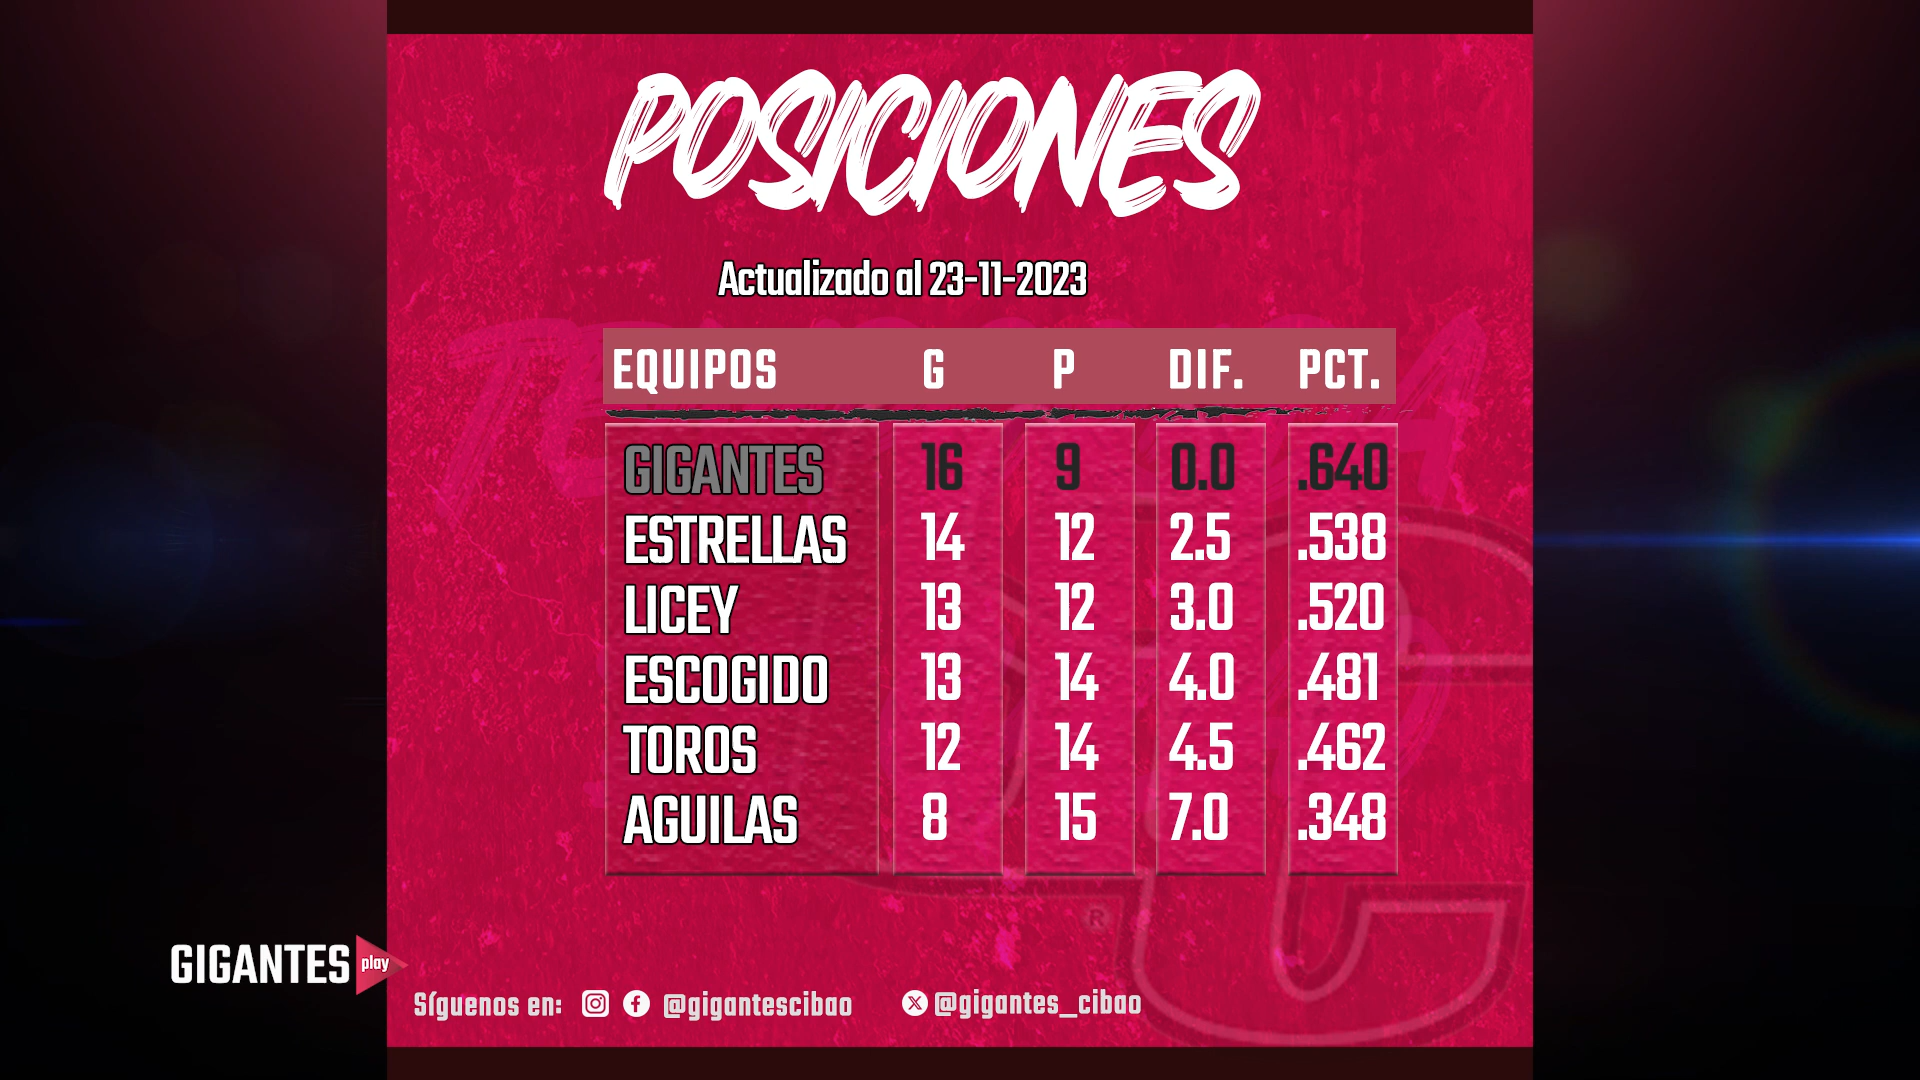 POSICIONES
Actualizado al 23-11-2023
EQUIPOS G P DIF. PCT.
GIGANTES 16 9 0.0 .640
ESTRELLAS 14 12 2.5 .538
LICEY 13 12 3.0 .520
ESCOGIDO 13 14 4.0 .481
TOROS 12 14 4.5 .462
AGUILAS 8 15 7.0 .348
®
GIGANTES play
Síguenos en: @gigantescibao @gigantes_cibao